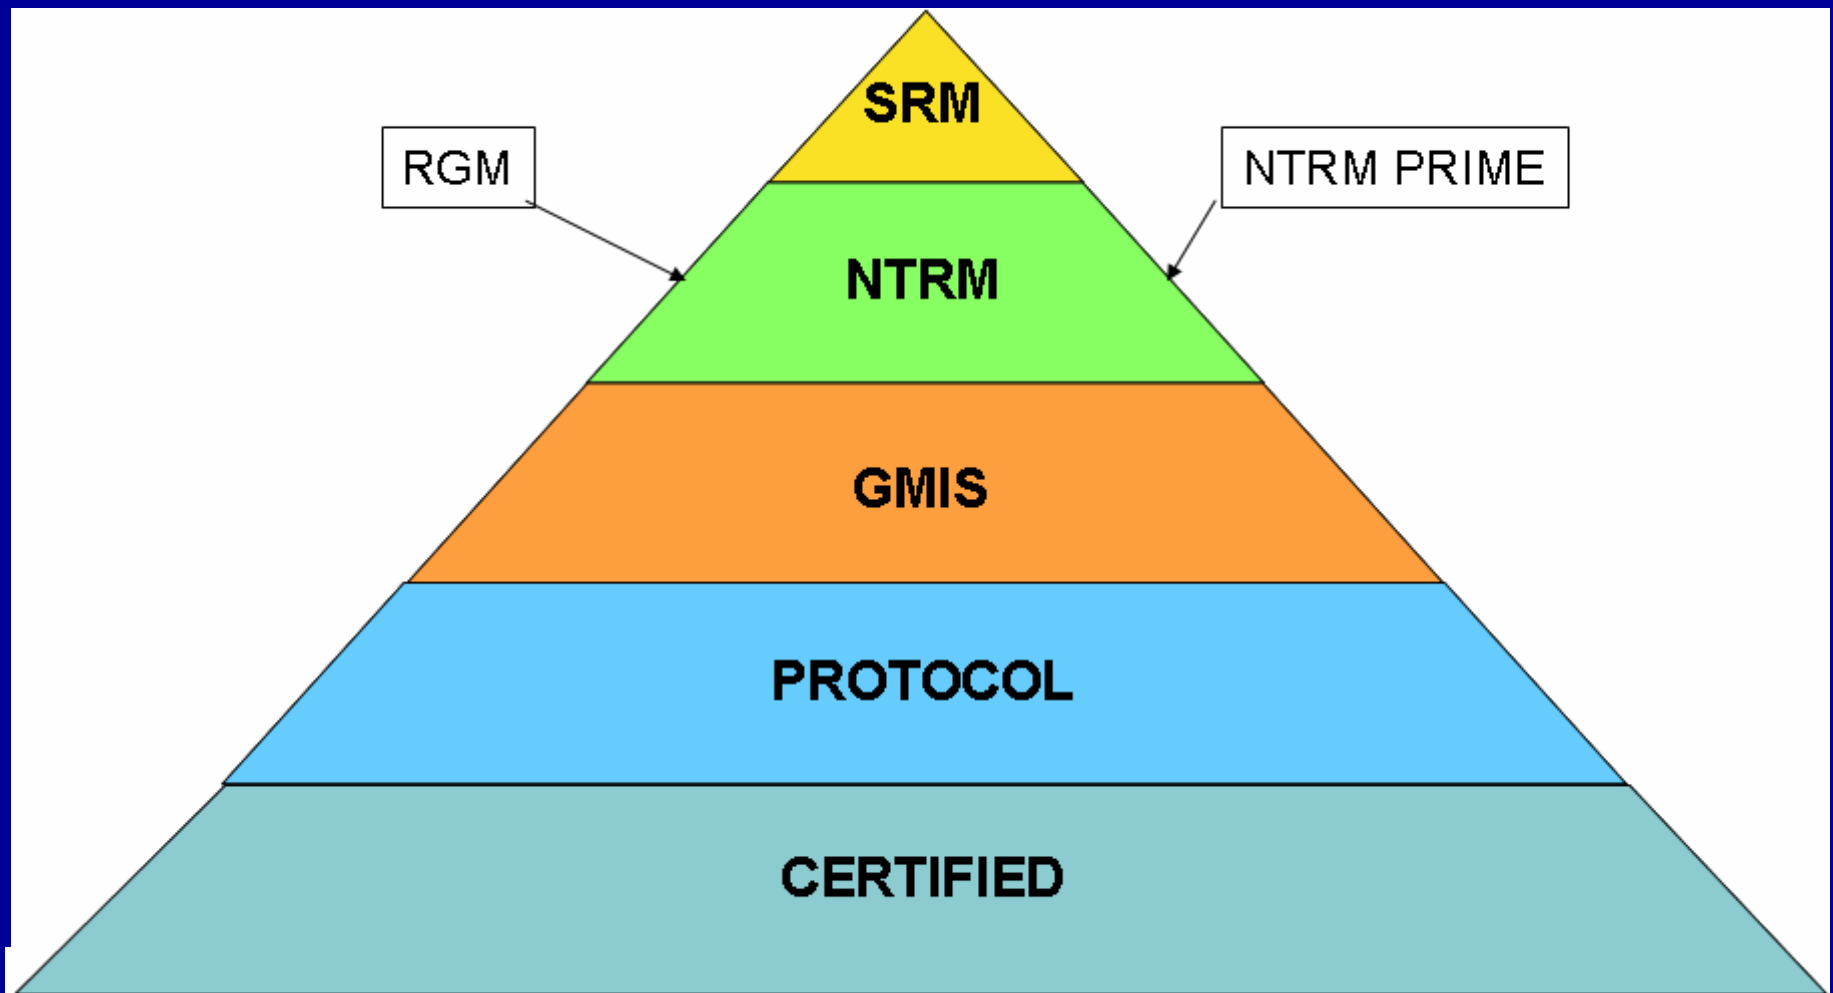 SRM
RGM
NTRM PRIME
NTRM
GMIS
PROTOCOL
CERTIFIED